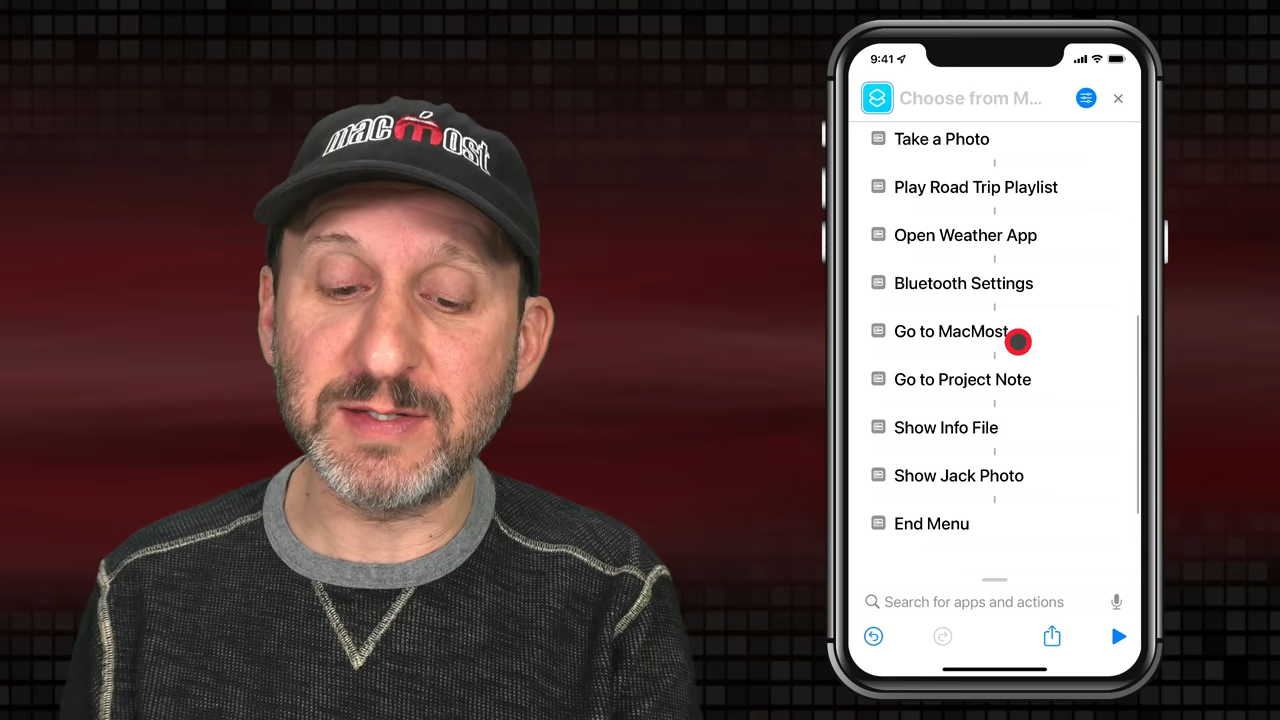 macmost
9:41
Choose from M...
Take a Photo
Play Road Trip Playlist
Open Weather App
Bluetooth Settings
Go to MacMost
Go to Project Note
Show Info File
Show Jack Photo
End Menu
Search for apps and actions